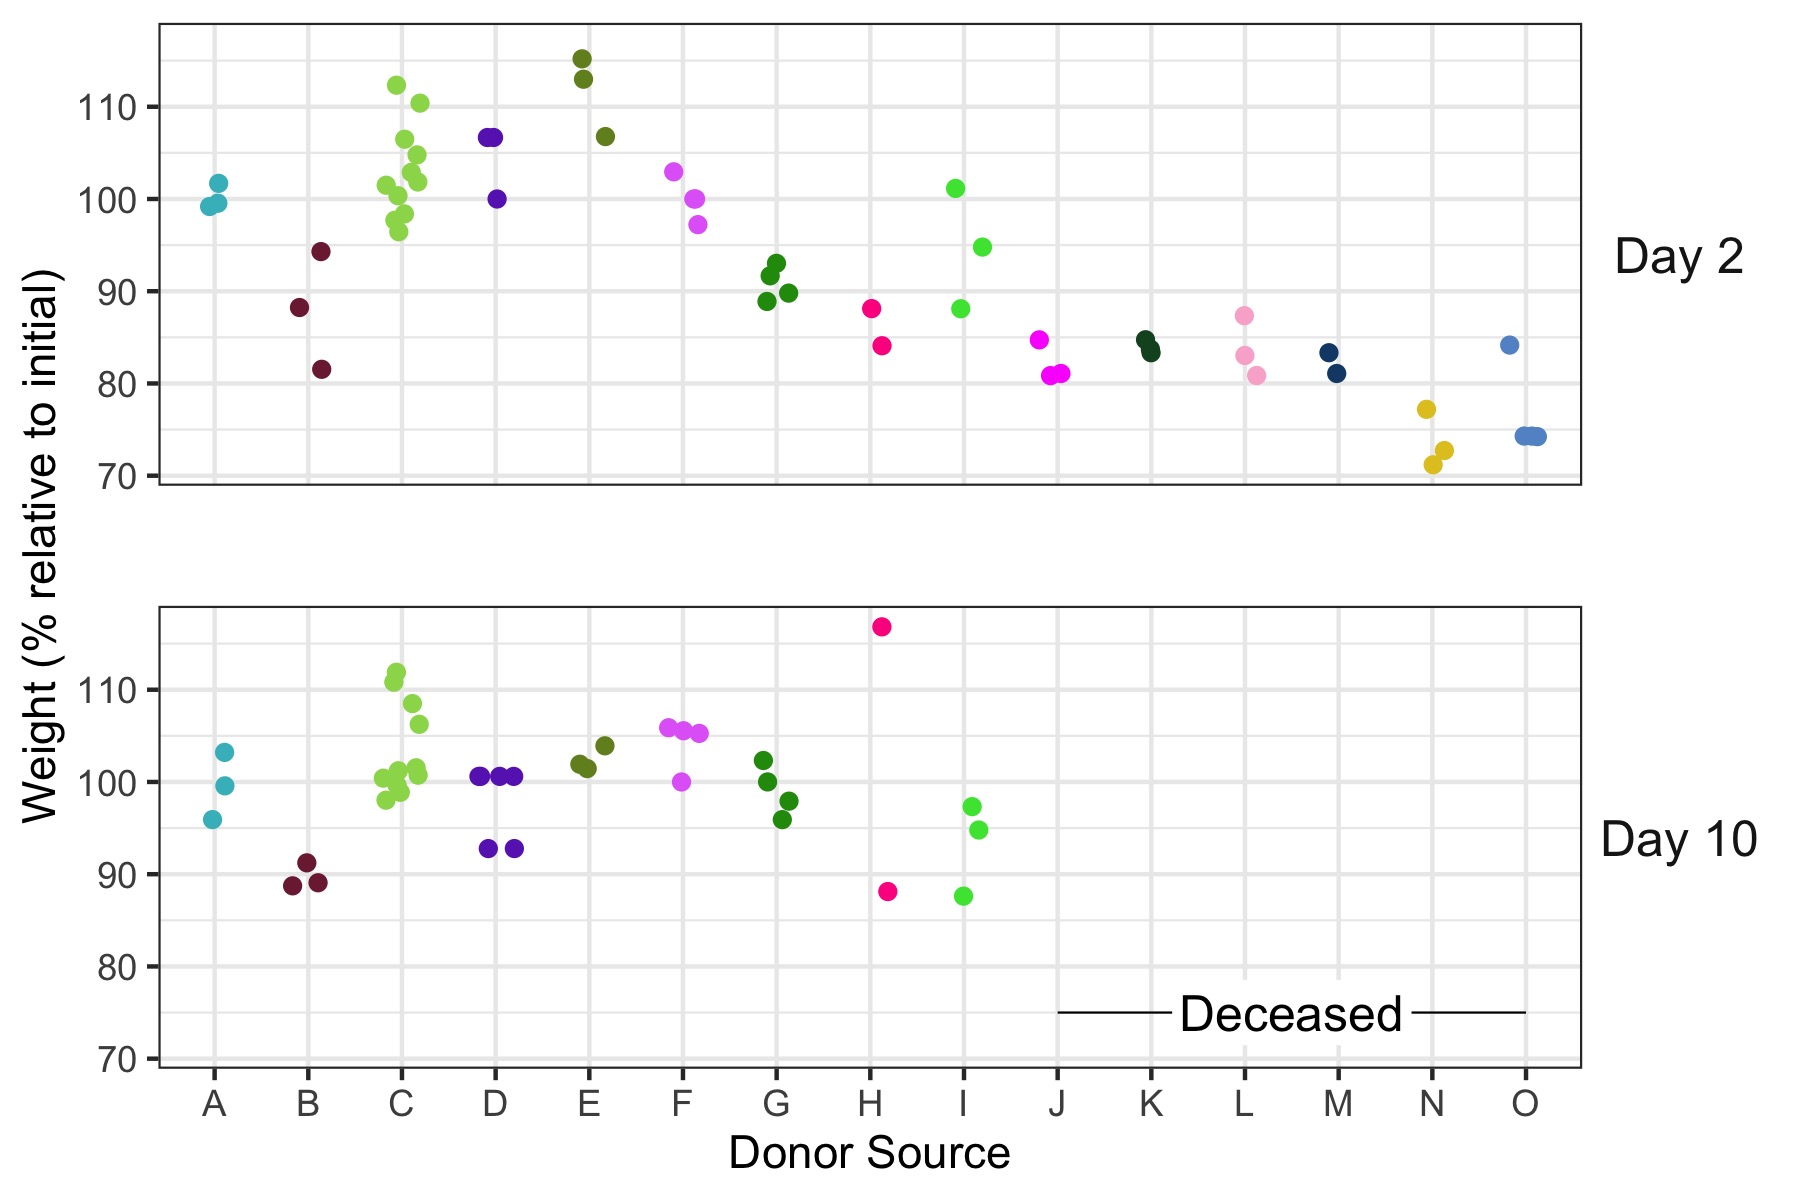 Weight (% relative to initial)
110
100
90
80
70
Day 2
110
100
90
80
70
Day 10
Deceased
A B C D E F G H I J K L M N O
Donor Source